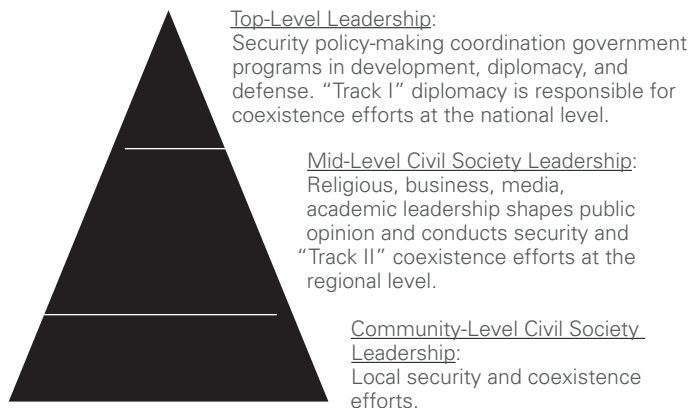 Top-Level Leadership:
Security policy-making coordination government
programs in development, diplomacy, and
defense. “Track I” diplomacy is responsible for
coexistence efforts at the national level.
Mid-Level Civil Society Leadership:
Religious, business, media,
academic leadership shapes public
opinion and conducts security and
“Track II” coexistence efforts at the
regional level.
Community-Level Civil Society
Leadership:
Local security and coexistence
efforts.